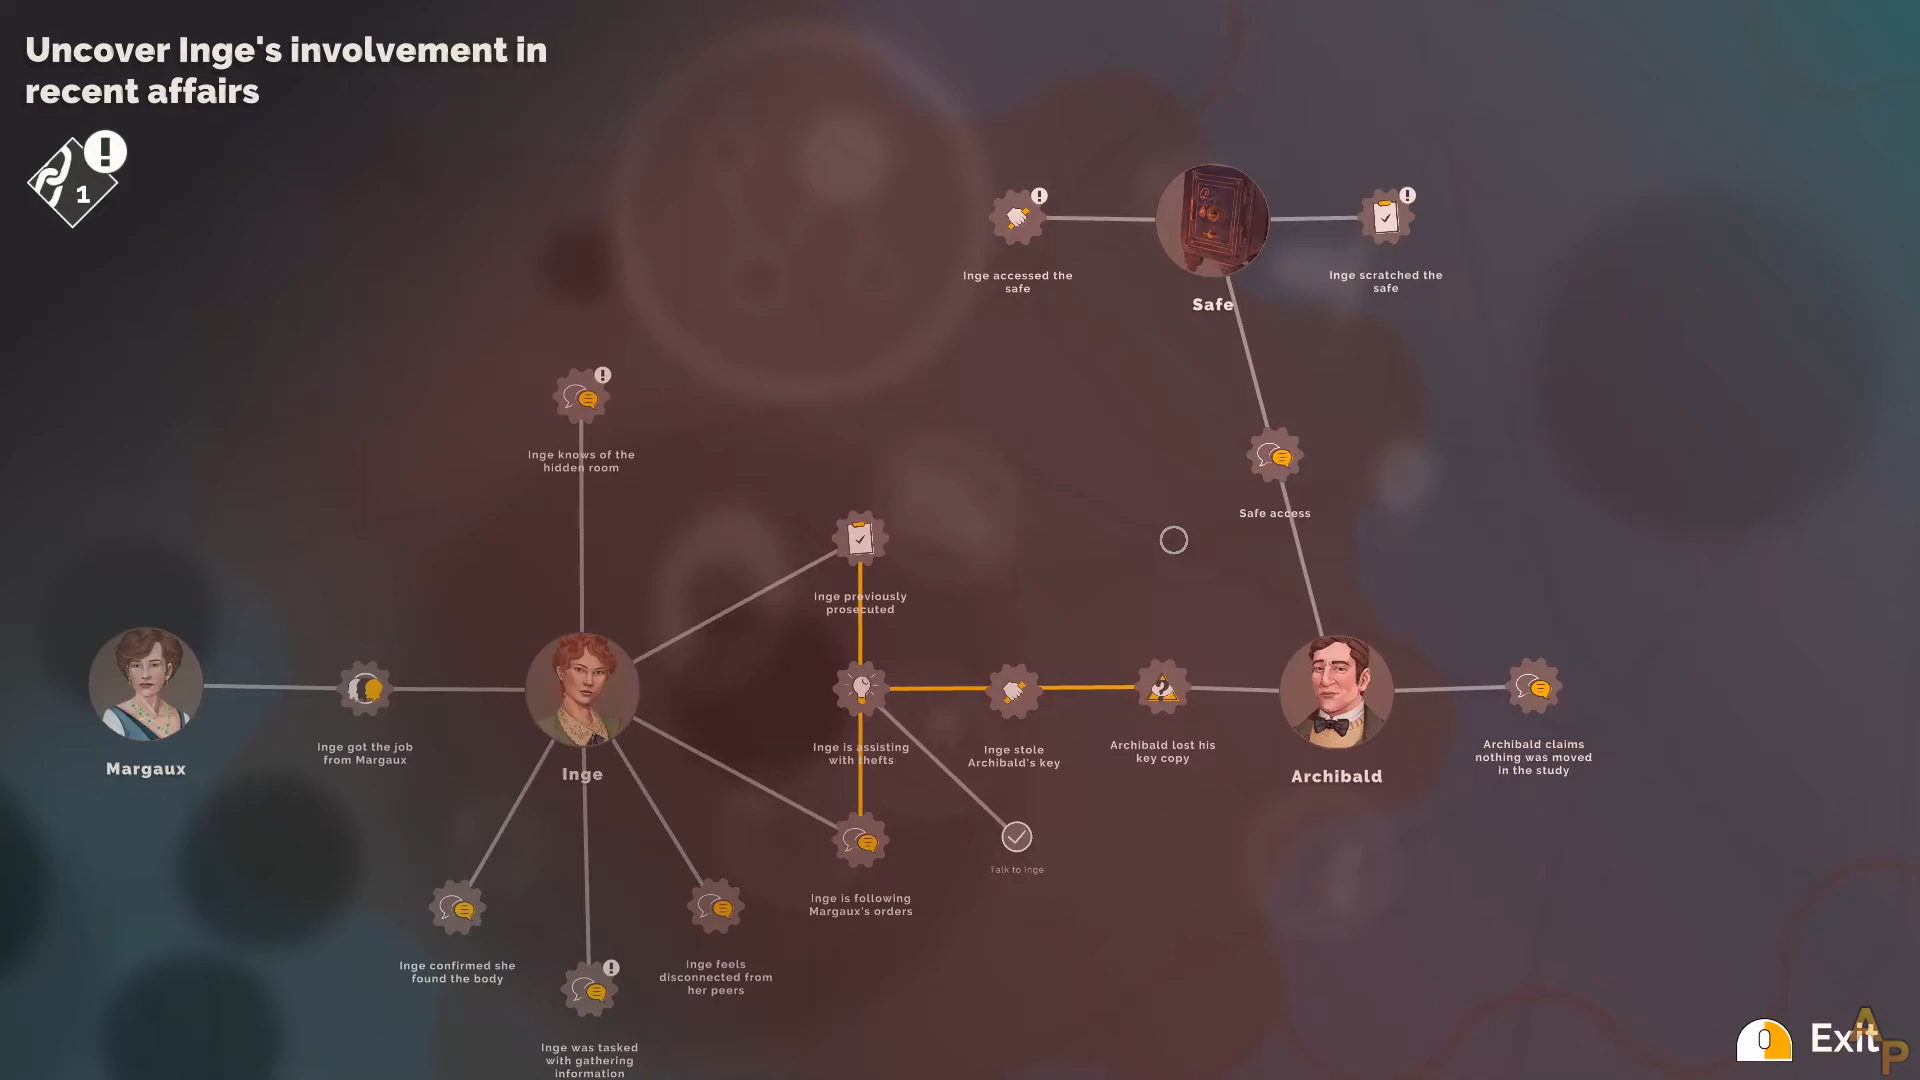 Uncover Inge's involvement in
recent affairs
!
1
!
!
Inge accessed the
safe
Inge scratched the
safe
Safe
!
Inge knows of the
hidden room
Safe access
Inge previously
prosecuted
Inge got the job
from Margaux
Margaux
Inge
Inge is assisting
with thefts
Inge stole
Archibald's key
Archibald lost his
key copy
Archibald
Archibald claims
nothing was moved
in the study
Talk to Inge
Inge is following
Margaux's orders
Inge confirmed she
found the body
!
Inge feels
disconnected from
her peers
Inge was tasked
with gathering
information
Exit
AP